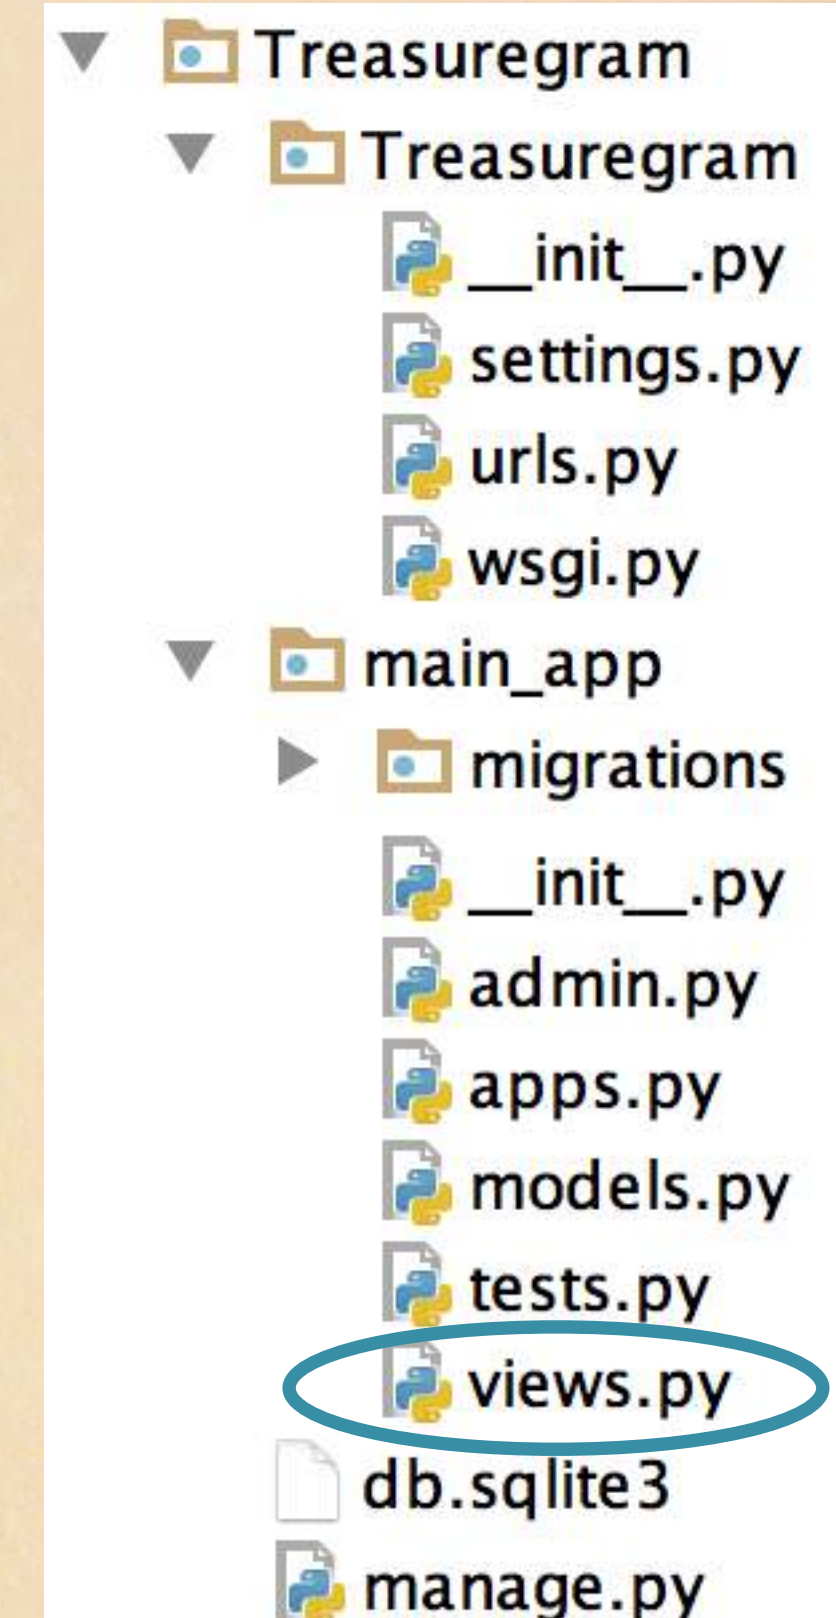 Treasuregram
Treasuregram
__init__.py
settings.py
urls.py
wsgi.py
main_app
migrations
__init__.py
admin.py
apps.py
models.py
tests.py
views.py
db.sqlite3
manage.py